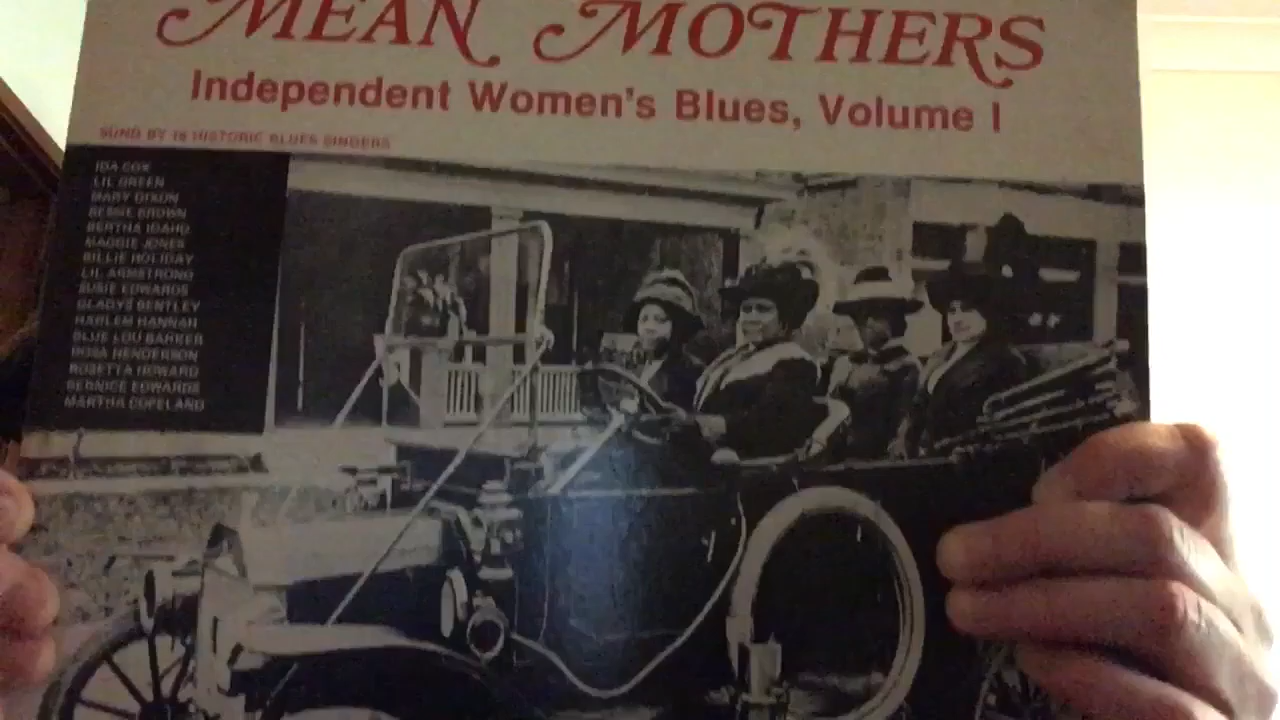 MEAN MOTHERS
Independent Women's Blues, Volume I
SUNG BY 16 HISTORIC BLUES SINGERS
IDA COX
LIL GREEN
MARY DIXON
BESSIE BROWN
BERTHA IDAHO
MAGGIE JONES
BILLIE HOLIDAY
LIL ARMSTRONG
SUSIE EDWARDS
GLADYS BENTLEY
HARLEM HANNAH
BLUE LOU BARKER
ROSA HENDERSON
ROSETTA HOWARD
BERNICE EDWARDS
MARTHA COPELAND